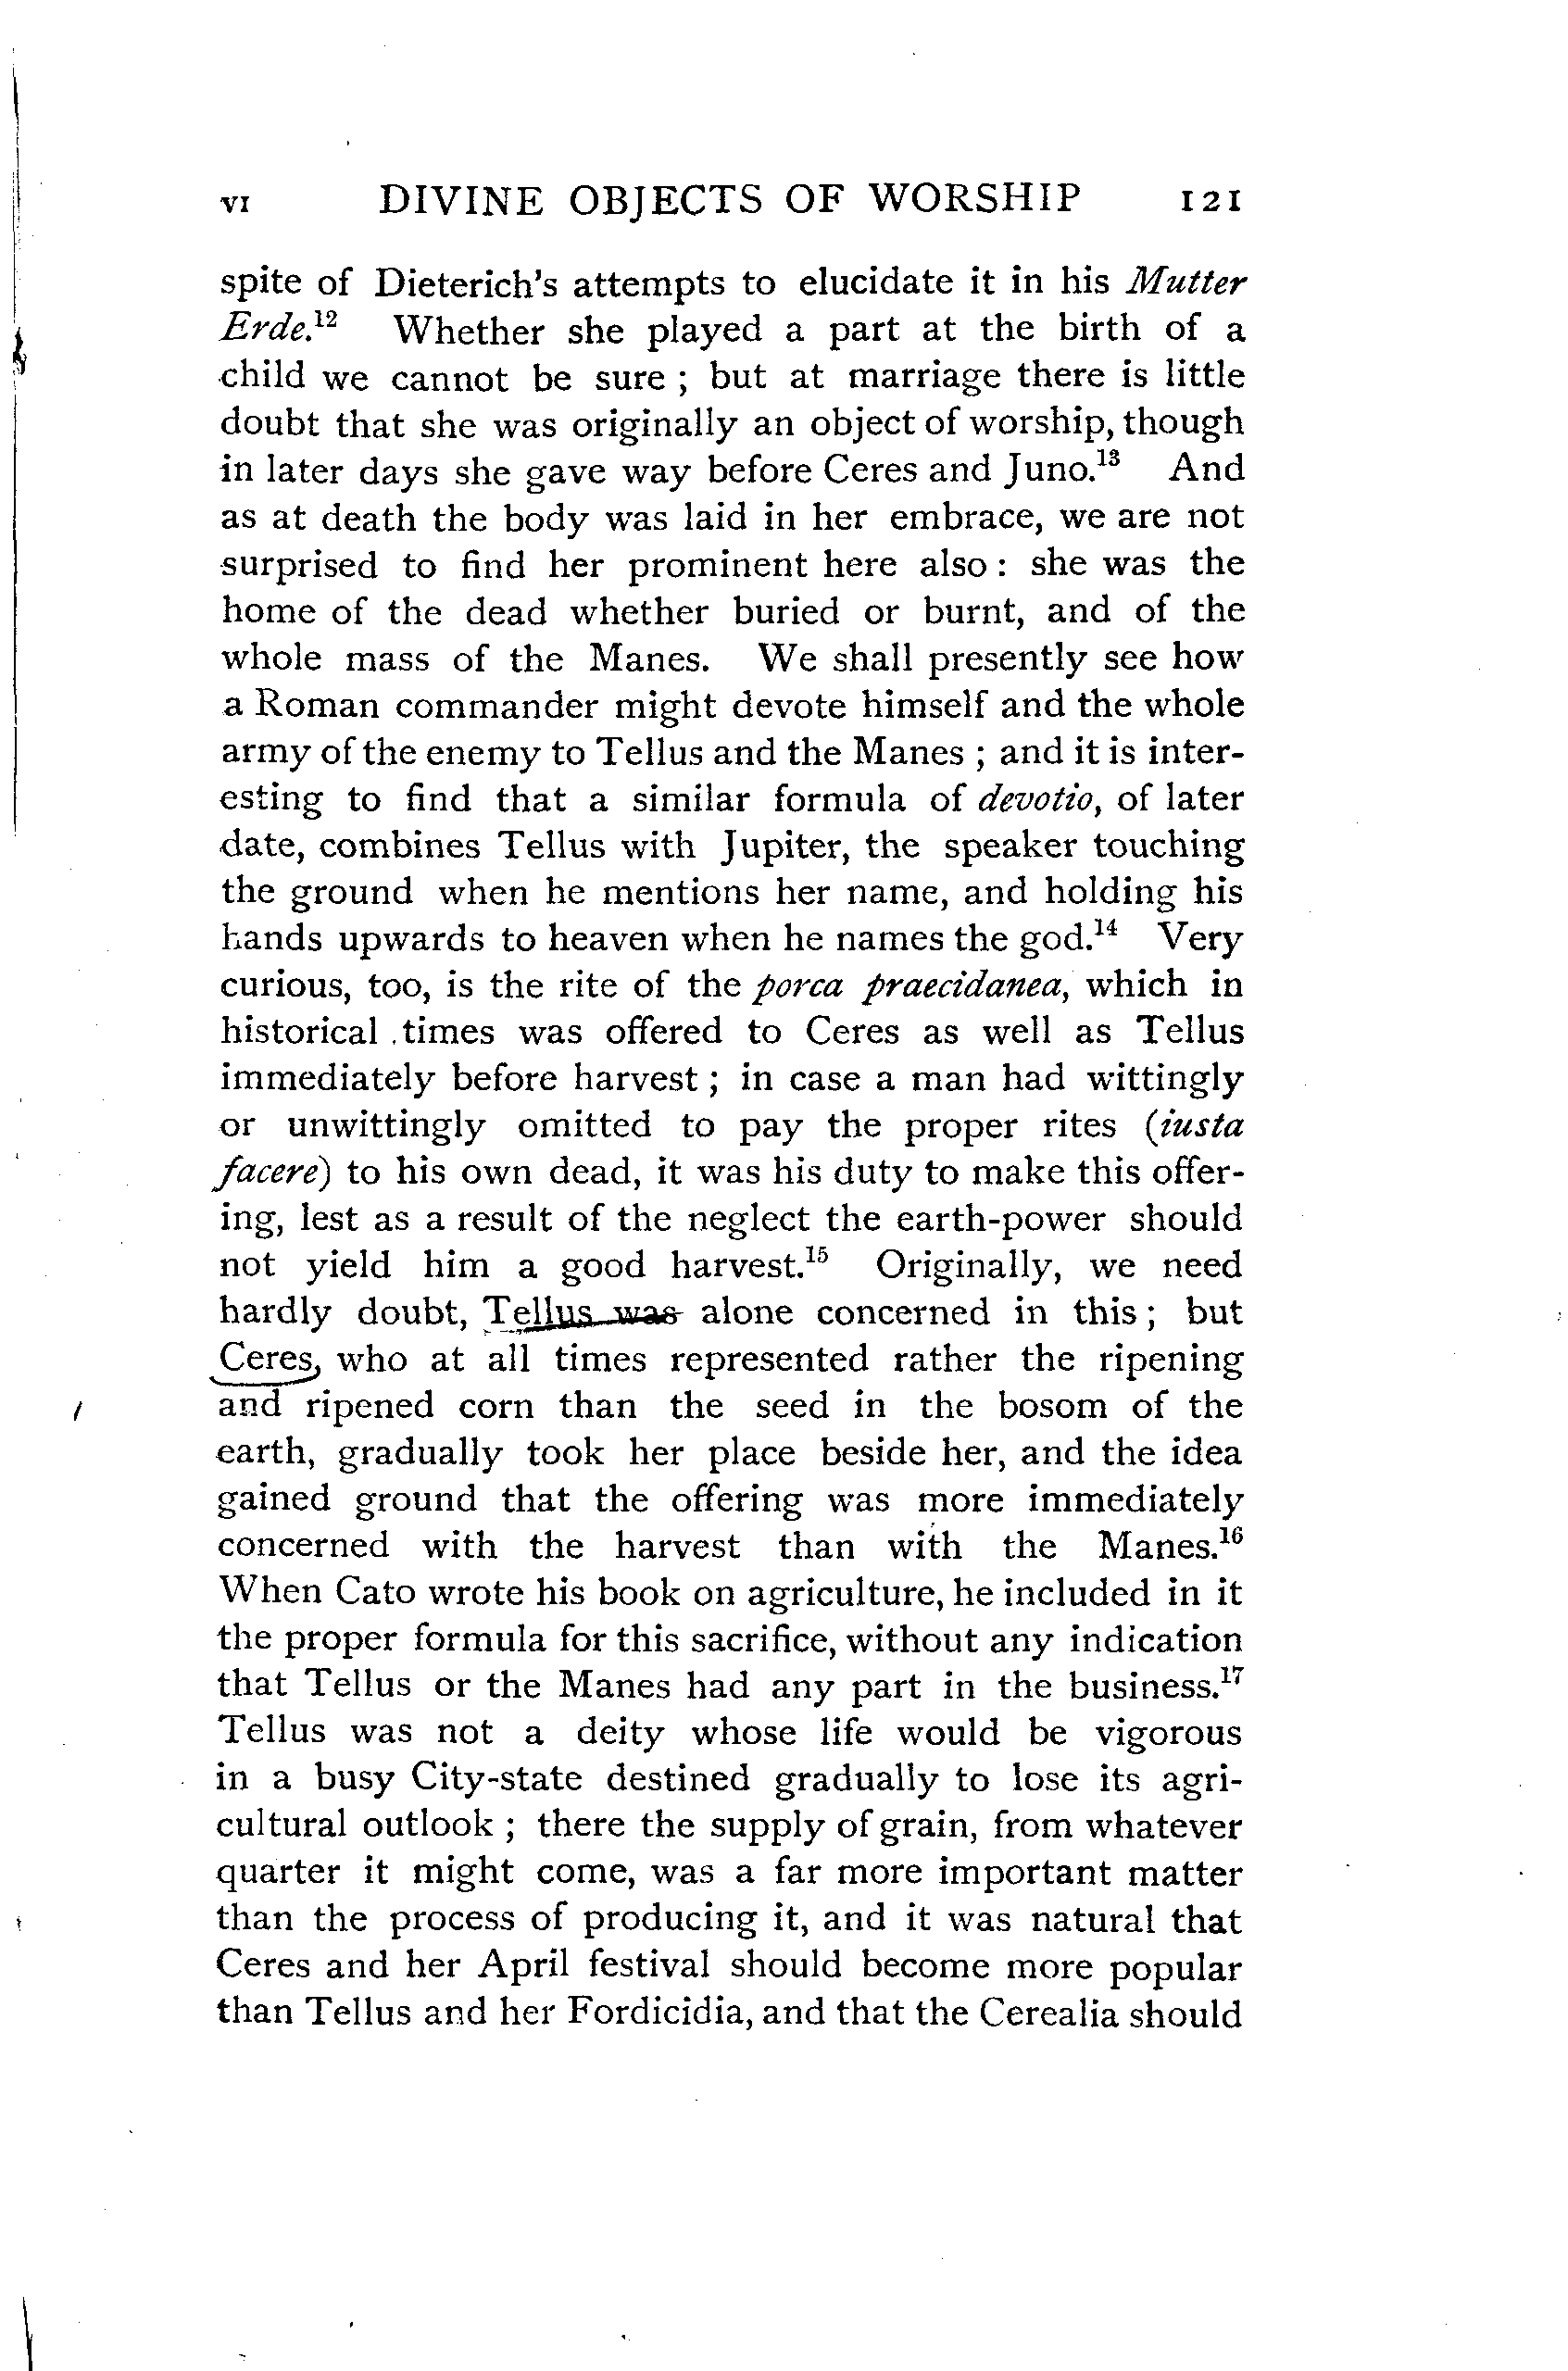 VI DIVINE OBJECTS OF WORSHIP 121
spite of Dieterich's attempts to elucidate it in his Mutter
Erde.¹² Whether she played a part at the birth of a
child we cannot be sure ; but at marriage there is little
doubt that she was originally an object of worship, though
in later days she gave way before Ceres and Juno.¹³ And
as at death the body was laid in her embrace, we are not
surprised to find her prominent here also : she was the
home of the dead whether buried or burnt, and of the
whole mass of the Manes. We shall presently see how
a Roman commander might devote himself and the whole
army of the enemy to Tellus and the Manes ; and it is inter-
esting to find that a similar formula of devotio, of later
date, combines Tellus with Jupiter, the speaker touching
the ground when he mentions her name, and holding his
hands upwards to heaven when he names the god.¹⁴ Very
curious, too, is the rite of the porca praecidanea, which in
historical times was offered to Ceres as well as Tellus
immediately before harvest ; in case a man had wittingly
or unwittingly omitted to pay the proper rites (iusta
facere) to his own dead, it was his duty to make this offer-
ing, lest as a result of the neglect the earth-power should
not yield him a good harvest.¹⁵ Originally, we need
hardly doubt, Tellus was alone concerned in this ; but
Ceres, who at all times represented rather the ripening
and ripened corn than the seed in the bosom of the
earth, gradually took her place beside her, and the idea
gained ground that the offering was more immediately
concerned with the harvest than with the Manes.¹⁶
When Cato wrote his book on agriculture, he included in it
the proper formula for this sacrifice, without any indication
that Tellus or the Manes had any part in the business.¹⁷
Tellus was not a deity whose life would be vigorous
in a busy City-state destined gradually to lose its agri-
cultural outlook ; there the supply of grain, from whatever
quarter it might come, was a far more important matter
than the process of producing it, and it was natural that
Ceres and her April festival should become more popular
than Tellus and her Fordicidia, and that the Cerealia should